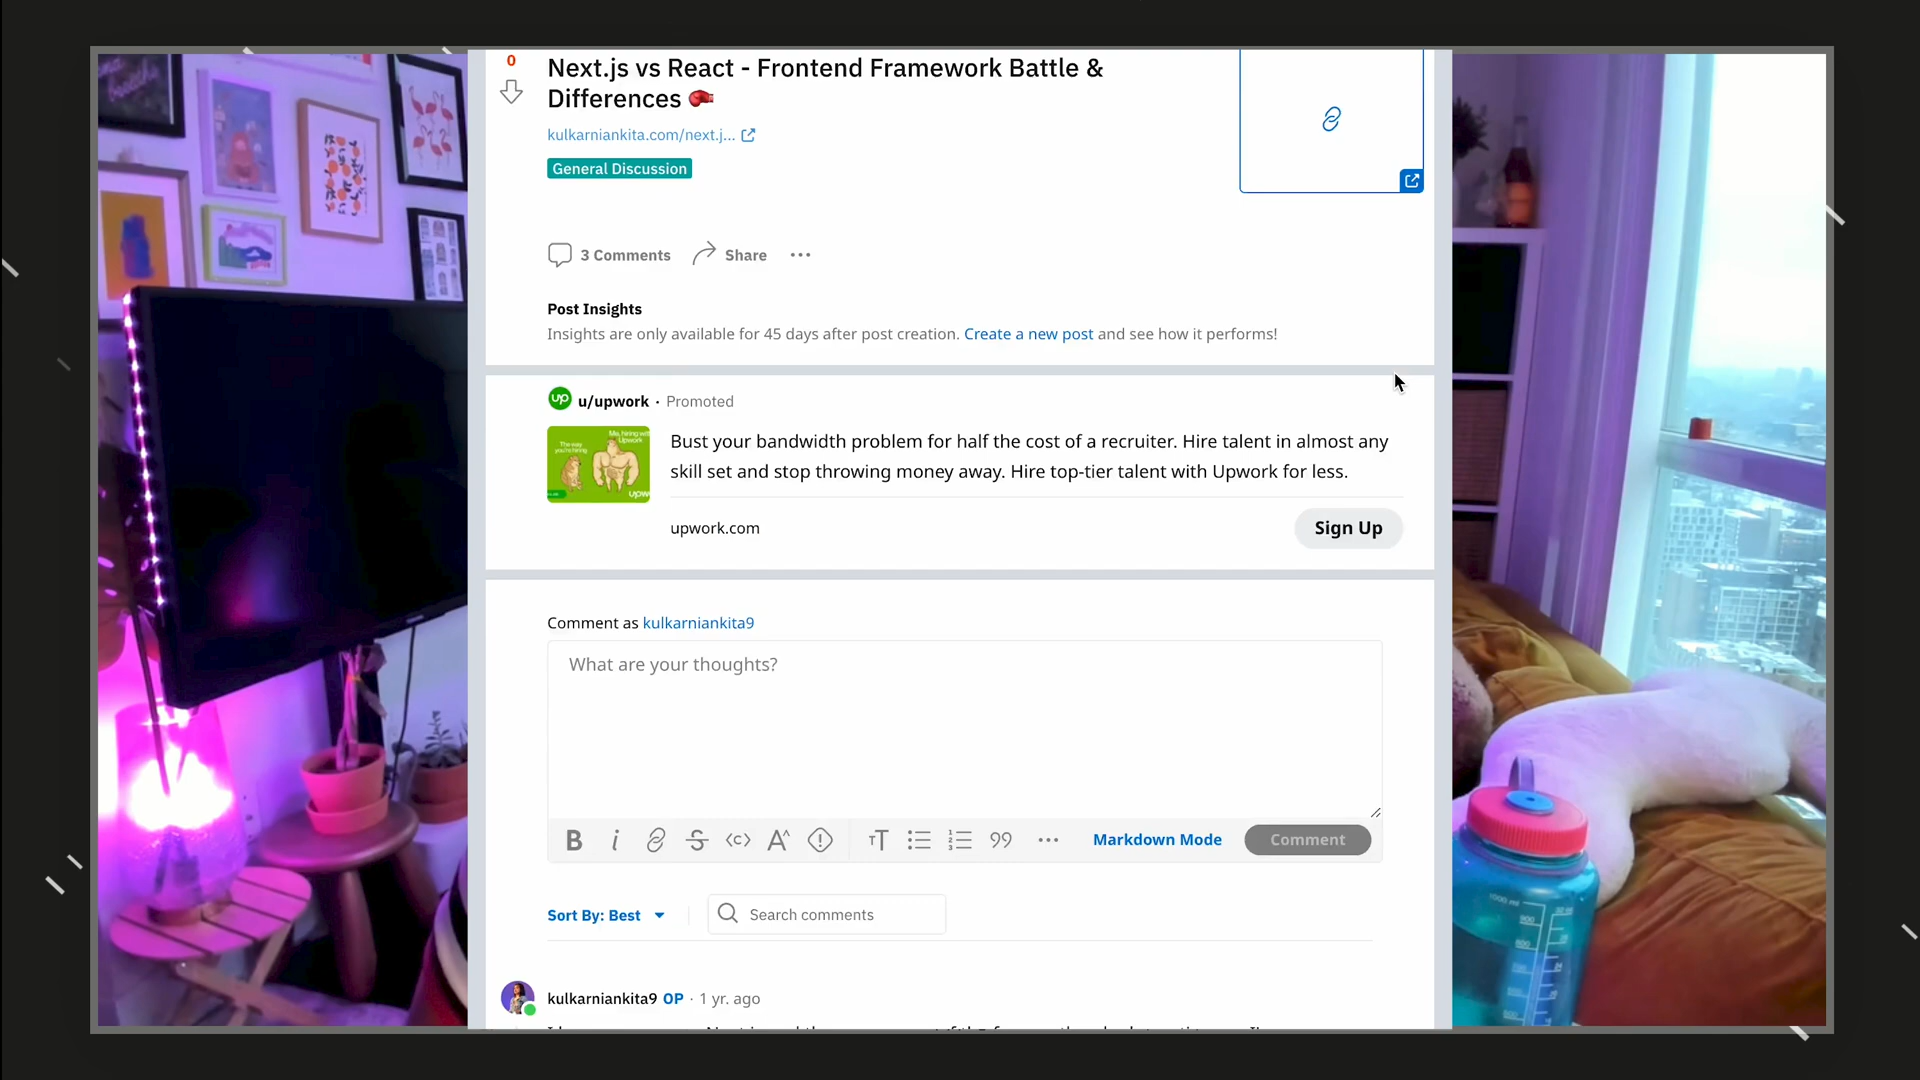 0
Next.js vs React - Frontend Framework Battle &
Differences 🥊
kulkarniankita.com/next.j...
General Discussion
3 Comments
Share
Post Insights
Insights are only available for 45 days after post creation. Create a new post and see how it performs!
up
u/upwork · Promoted
Bust your bandwidth problem for half the cost of a recruiter. Hire talent in almost any
skill set and stop throwing money away. Hire top-tier talent with Upwork for less.
upwork.com
Sign Up
Comment as kulkarniankita9
What are your thoughts?
Markdown Mode
Comment
Sort By: Best
Search comments
kulkarniankita9 OP · 1 yr. ago